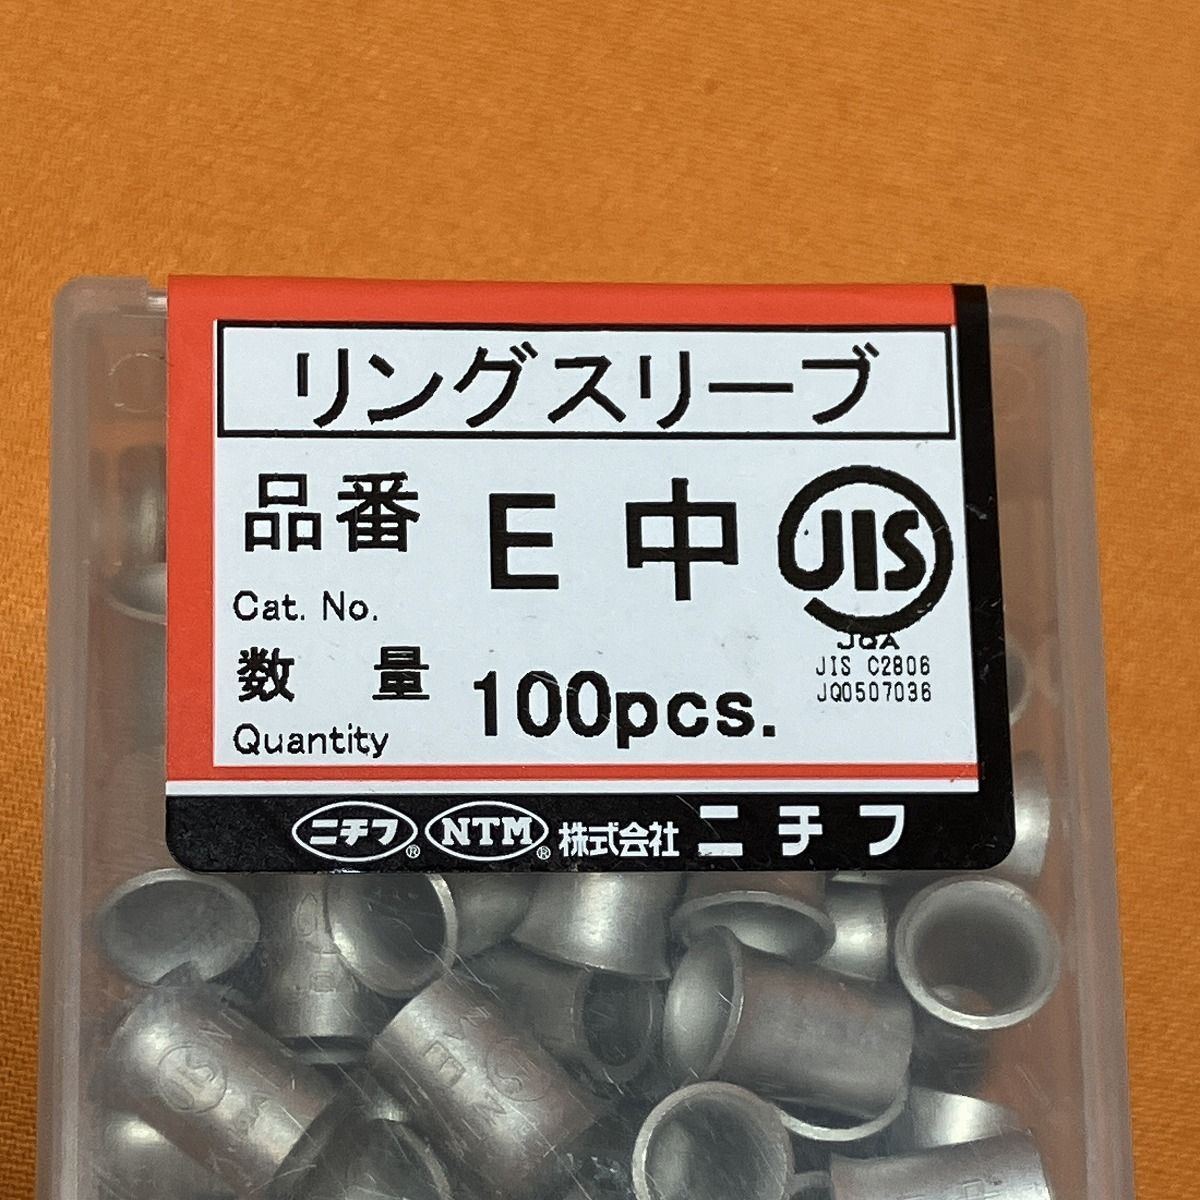 リングスリーブ
品番 E 中 JIS
Cat. No.
JQA
JIS C2806
JQ0507036
数 量 100pcs.
Quantity
ニチフ® NTM® 株式会社 ニチフ